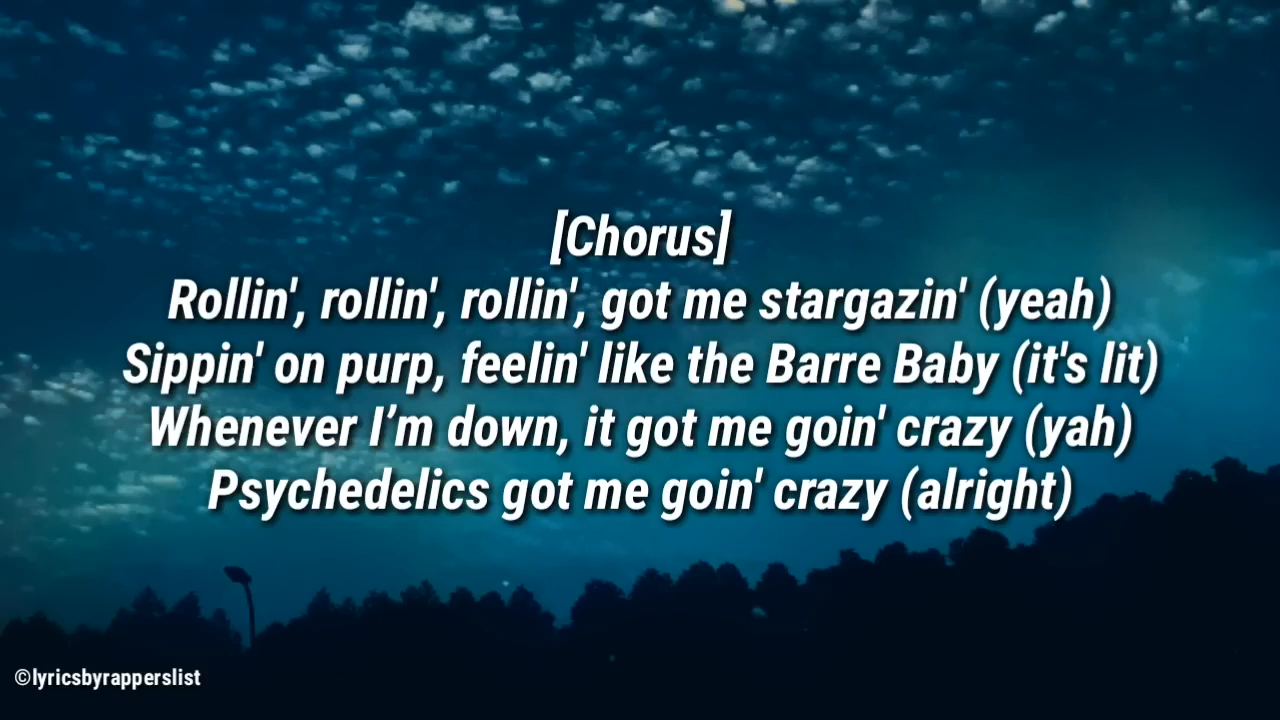 [Chorus]
Rollin', rollin', rollin', got me stargazin' (yeah)
Sippin' on purp, feelin' like the Barre Baby (it's lit)
Whenever I’m down, it got me goin' crazy (yah)
Psychedelics got me goin' crazy (alright)
©lyricsbyrapperslist